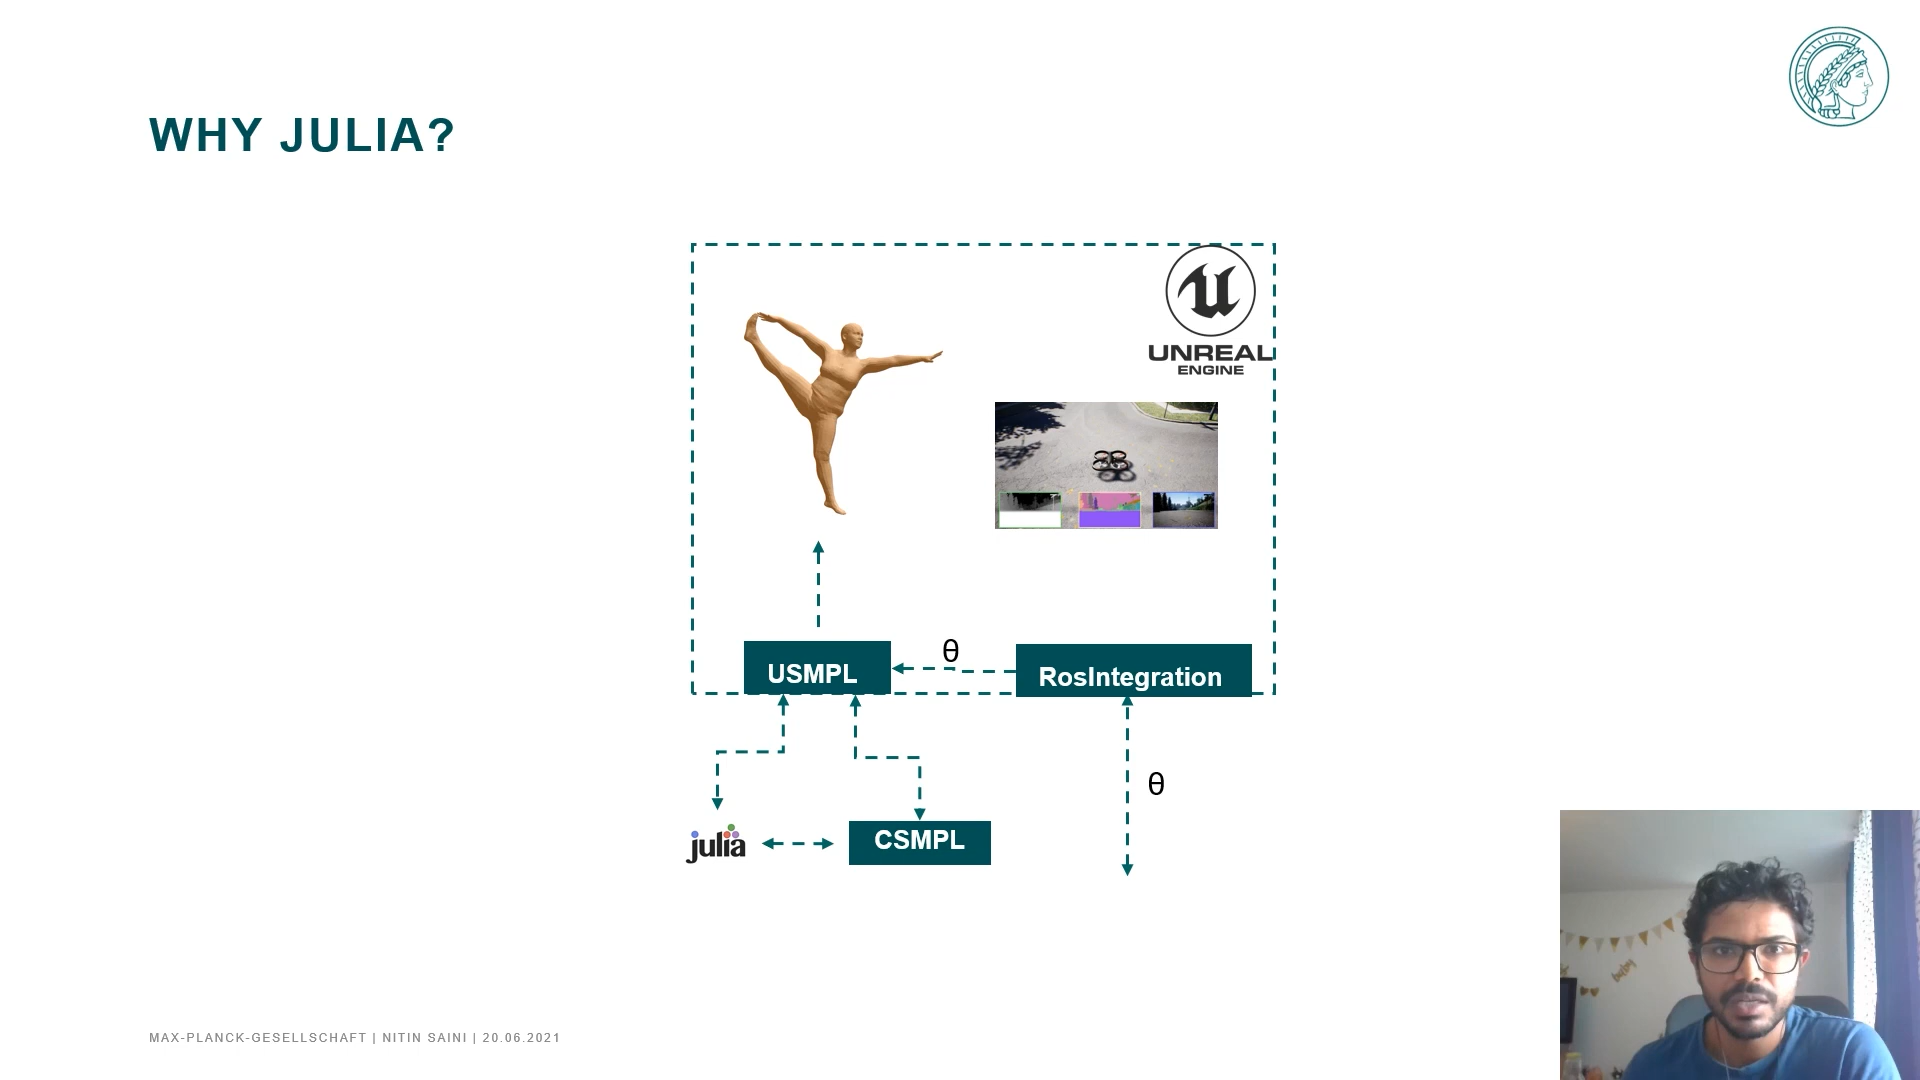 WHY JULIA?
UNREAL
ENGINE
θ
USMPL
RosIntegration
θ
julia
CSMPL
MAX-PLANCK-GESELLSCHAFT | NITIN SAINI | 20.06.2021